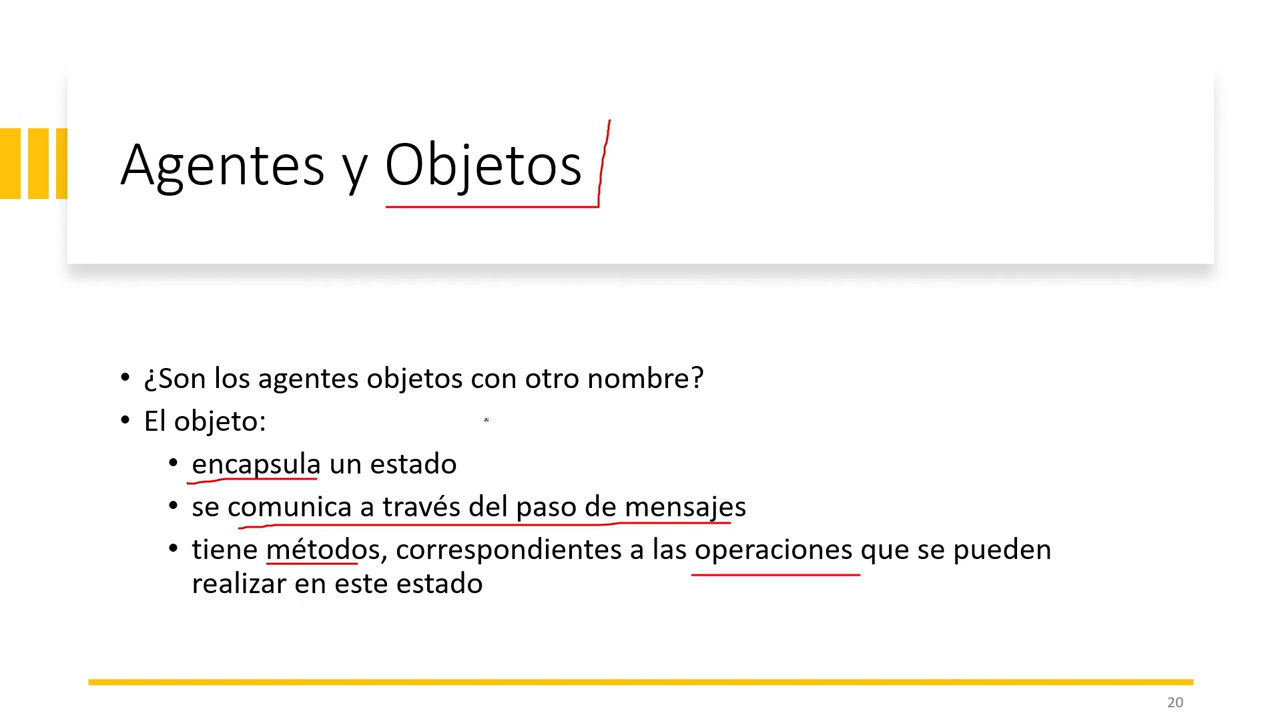 Agentes y Objetos
• ¿Son los agentes objetos con otro nombre?
• El objeto:
• encapsula un estado
• se comunica a través del paso de mensajes
• tiene métodos, correspondientes a las operaciones que se pueden
realizar en este estado
20